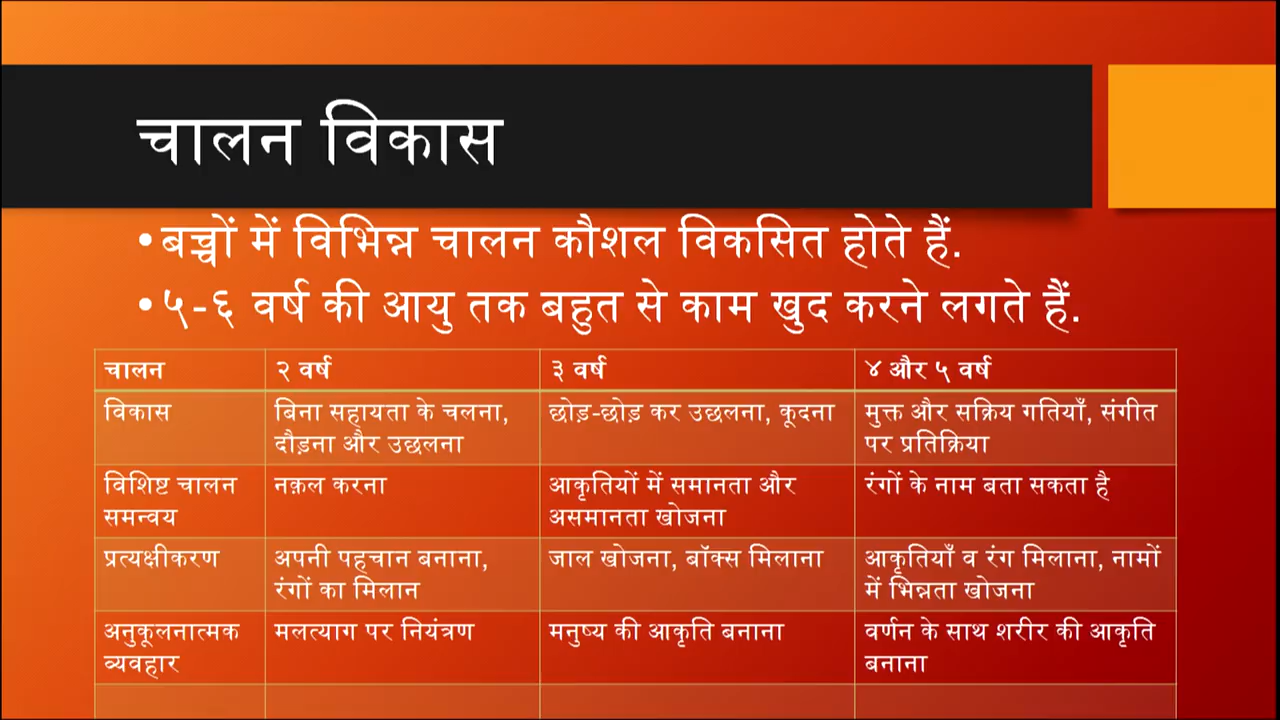 चालन विकास
•बच्चों में विभिन्न चालन कौशल विकसित होते हैं.
•५-६ वर्ष की आयु तक बहुत से काम खुद करने लगते हैं.
चालन २ वर्ष ३ वर्ष ४ और ५ वर्ष
विकास बिना सहायता के चलना, छोड़-छोड़ कर उछलना, कूदना मुक्त और सक्रिय गतियाँ, संगीत
दौड़ना और उछलना पर प्रतिक्रिया
विशिष्ट चालन नक़ल करना आकृतियों में समानता और रंगों के नाम बता सकता है
समन्वय असमानता खोजना
प्रत्यक्षीकरण अपनी पहचान बनाना, जाल खोजना, बॉक्स मिलाना आकृतियाँ व रंग मिलाना, नामों
रंगों का मिलान में भिन्नता खोजना
अनुकूलनात्मक मलत्याग पर नियंत्रण मनुष्य की आकृति बनाना वर्णन के साथ शरीर की आकृति
व्यवहार बनाना